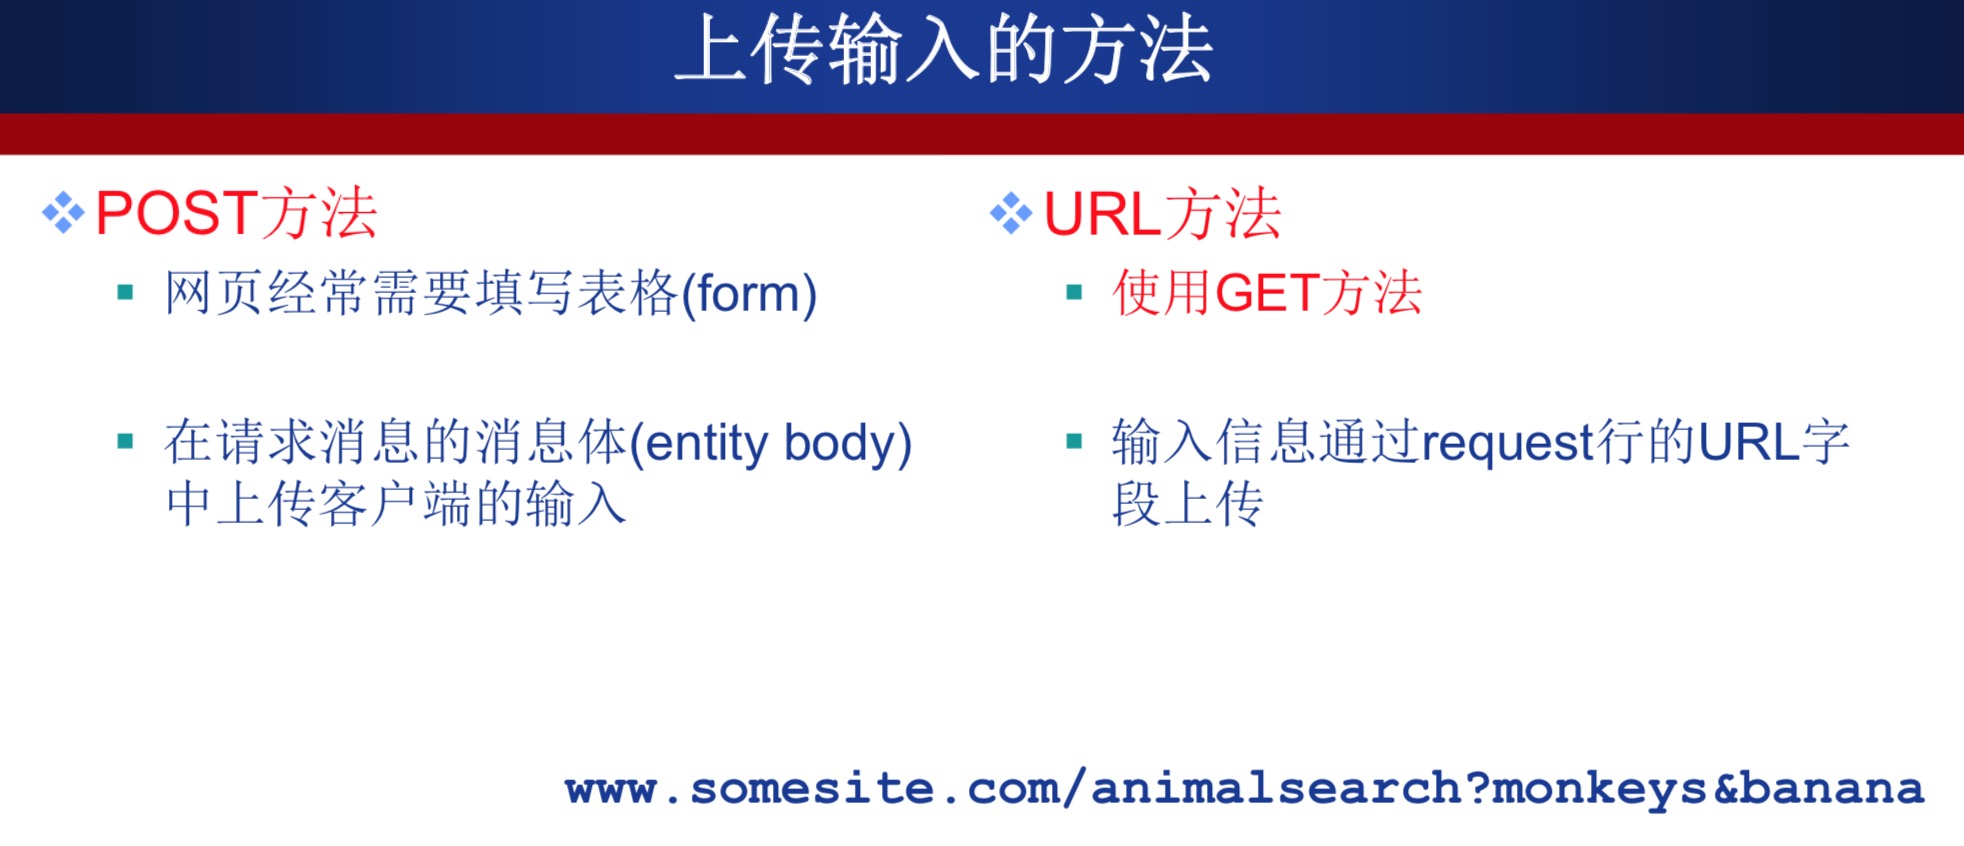 上传输入的方法
POST方法
网页经常需要填写表格(form)
在请求消息的消息体(entity body)
中上传客户端的输入
URL方法
使用GET方法
输入信息通过request行的URL字
段上传
www.somesite.com/animalsearch?monkeys&banana